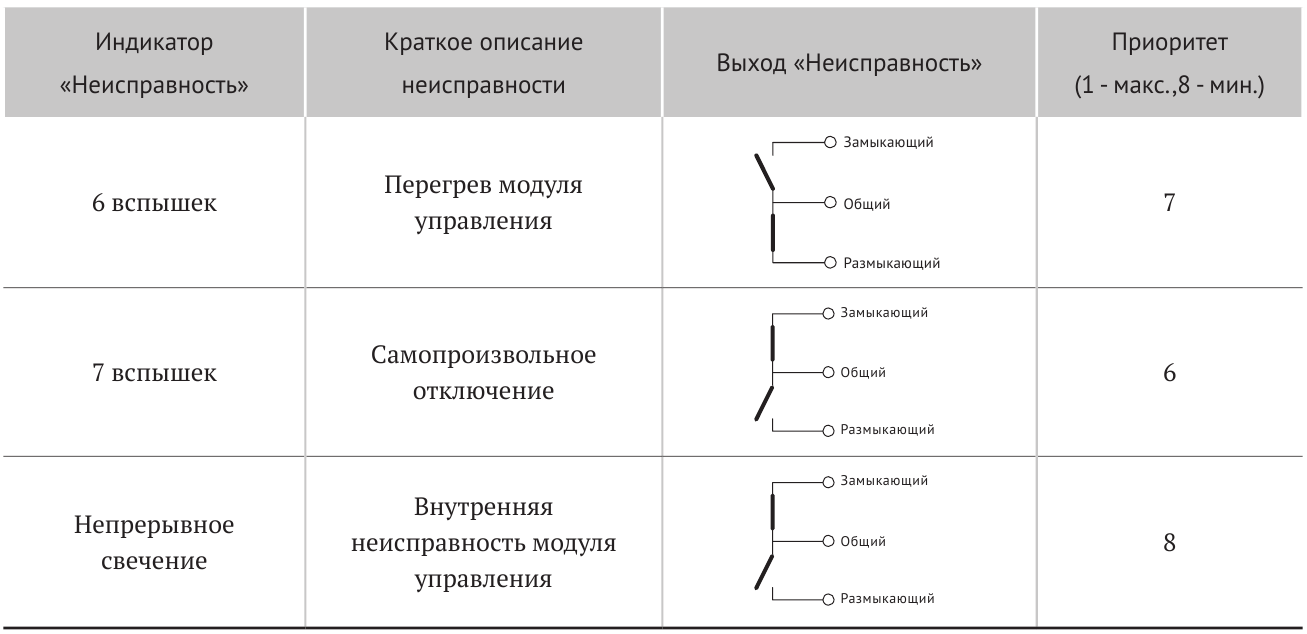 Индикатор
«Неисправность»
Краткое описание
неисправности
Выход «Неисправность»
Приоритет
(1 - макс.,8 - мин.)
6 вспышек
Перегрев модуля
управления
Замыкающий
Общий
Размыкающий
7
7 вспышек
Самопроизвольное
отключение
Замыкающий
Общий
Размыкающий
6
Непрерывное
свечение
Внутренняя
неисправность модуля
управления
Замыкающий
Общий
Размыкающий
8